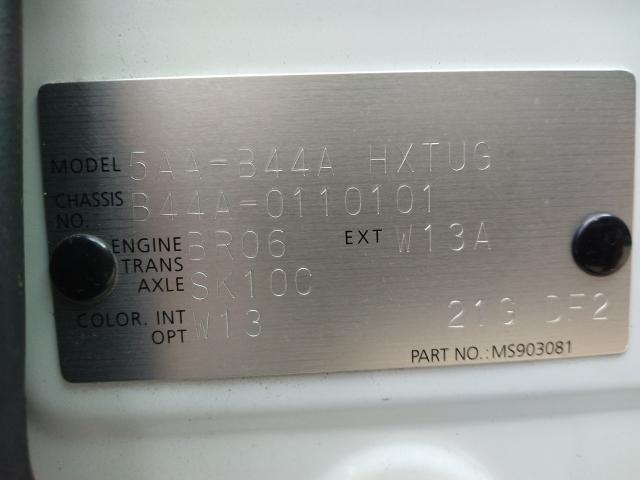 MODEL 5AA-B44A HXTUG
CHASSIS NO. B44A-0110101
ENGINE BR06 EXT W13A
TRANS AXLE SK10C
COLOR. INT OPT W13
21G DF2
PART NO.: MS903081